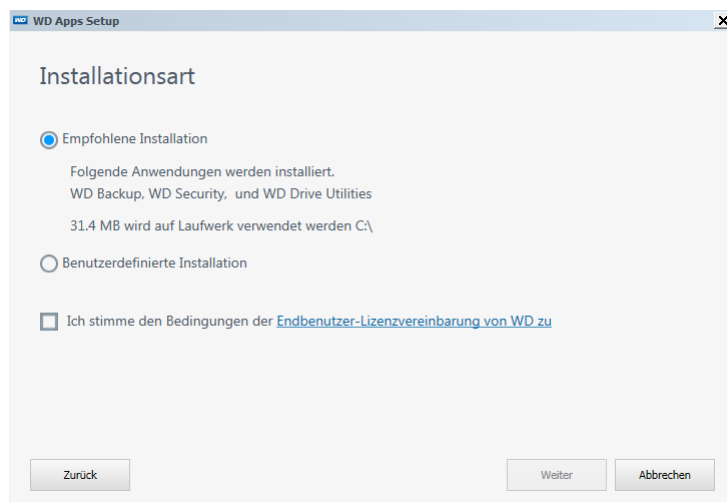 WD WD Apps Setup
Installationsart
Empfohlene Installation
Folgende Anwendungen werden installiert.
WD Backup, WD Security,  und WD Drive Utilities
31.4 MB wird auf Laufwerk verwendet werden C:\
Benutzerdefinierte Installation
Ich stimme den Bedingungen der Endbenutzer-Lizenzvereinbarung von WD zu
Zurück
Weiter
Abbrechen